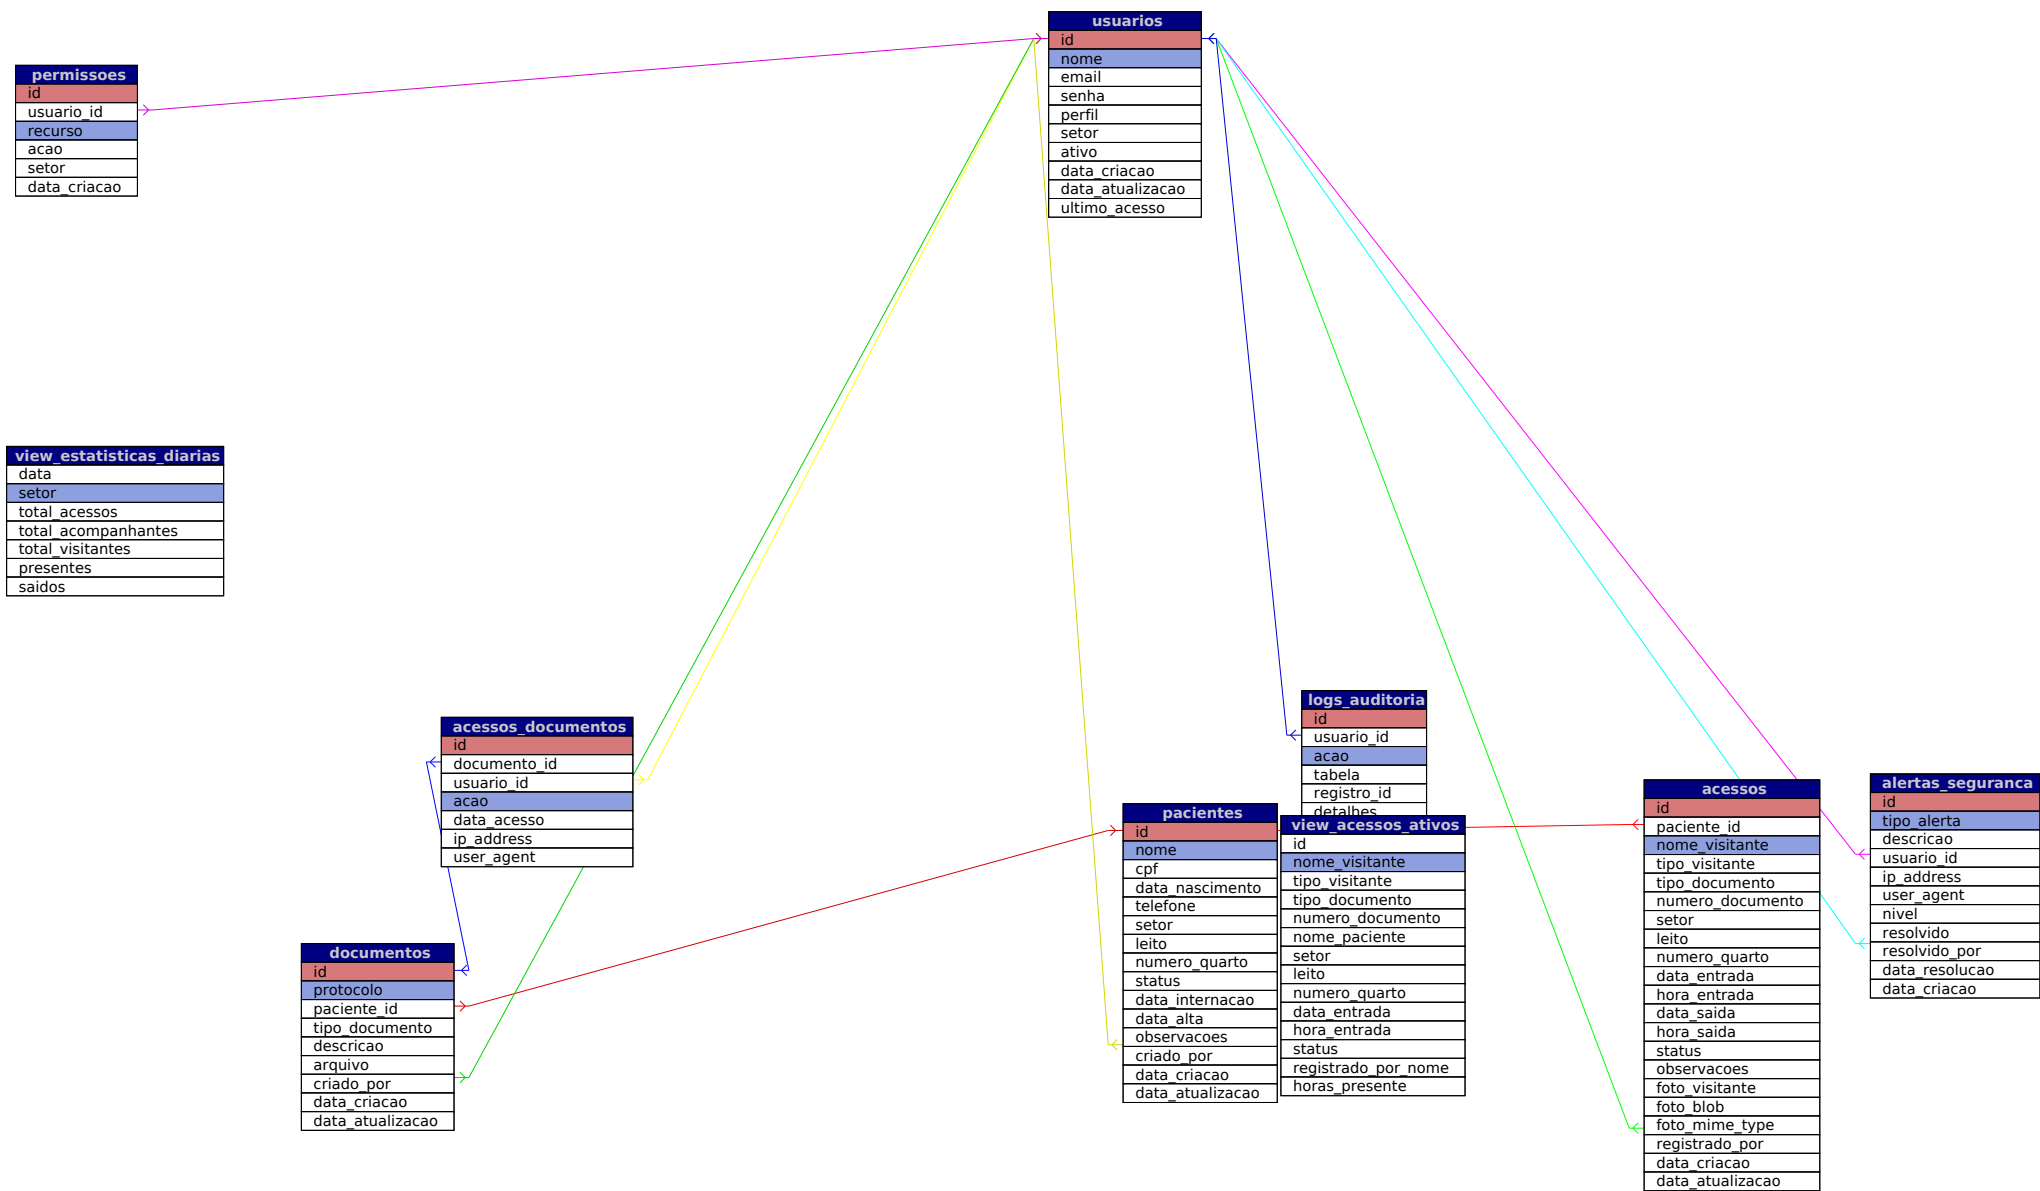 usuarios
id
nome
email
senha
perfil
setor
ativo
data_criacao
data_atualizacao
ultimo_acesso
permissoes
id
usuario_id
recurso
acao
setor
data_criacao
view_estatisticas_diarias
data
setor
total_acessos
total_acompanhantes
total_visitantes
presentes
saidos
acessos_documentos
id
documento_id
usuario_id
acao
data_acesso
ip_address
user_agent
documentos
id
protocolo
paciente_id
tipo_documento
descricao
arquivo
criado_por
data_criacao
data_atualizacao
pacientes
id
nome
cpf
data_nascimento
telefone
setor
leito
numero_quarto
status
data_internacao
data_alta
observacoes
criado_por
data_criacao
data_atualizacao
logs_auditoria
id
usuario_id
acao
tabela
registro_id
detalhes
view_acessos_ativos
id
nome_visitante
tipo_visitante
tipo_documento
numero_documento
nome_paciente
setor
leito
numero_quarto
data_entrada
hora_entrada
status
registrado_por_nome
horas_presente
acessos
id
paciente_id
nome_visitante
tipo_visitante
tipo_documento
numero_documento
setor
leito
numero_quarto
data_entrada
hora_entrada
data_saida
hora_saida
status
observacoes
foto_visitante
foto_blob
foto_mime_type
registrado_por
data_criacao
data_atualizacao
alertas_seguranca
id
tipo_alerta
descricao
usuario_id
ip_address
user_agent
nivel
resolvido
resolvido_por
data_resolucao
data_criacao